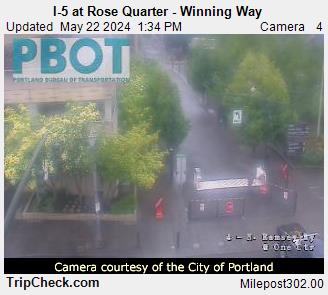 I-5 at Rose Quarter - Winning Way
Updated May 22 2024 1:34 PM Camera 4
PBOT
PORTLAND BUREAU OF TRANSPORTATION
Camera courtesy of the City of Portland
TripCheck.com Milepost302.00